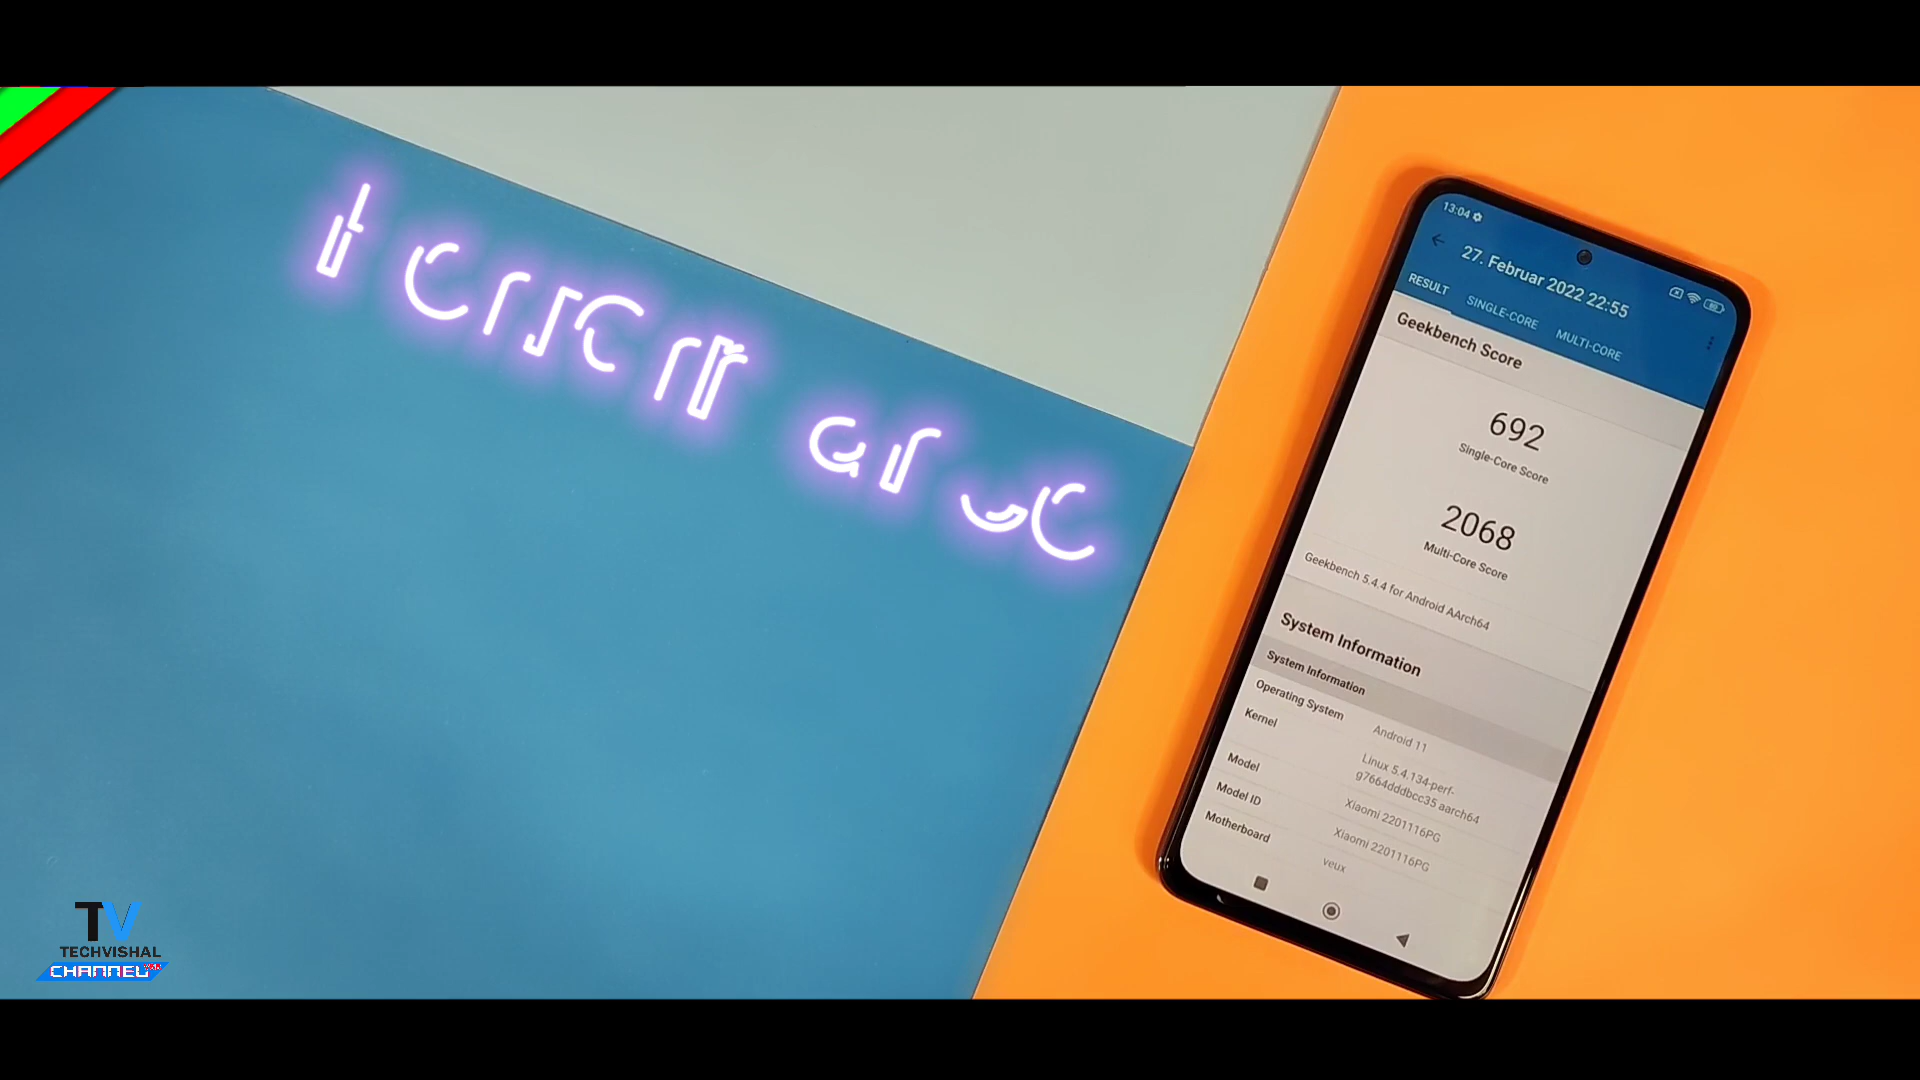 13:04
27. Februar 2022 22:55
RESULT SINGLE-CORE MULTI-CORE
Geekbench Score
692
Single-Core Score
2068
Multi-Core Score
Geekbench 5.4.4 for Android AArch64
System Information
System Information
Operating System Android 11
Kernel Linux 5.4.134-perf-
g7664dddbcc35 aarch64
Model Xiaomi 2201116PG
Model ID Xiaomi 2201116PG
Motherboard veux
TV
TECHVISHAL
CHANNEL